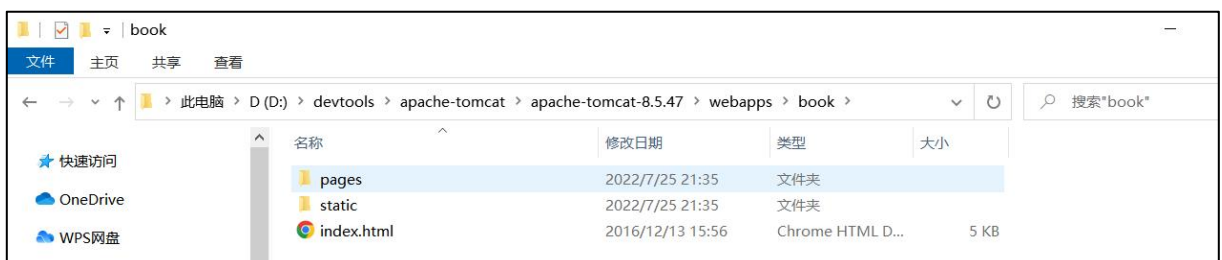 book
文件 主页 共享 查看
此电脑 > D (D:) > devtools > apache-tomcat > apache-tomcat-8.5.47 > webapps > book > 搜索"book"
名称 修改日期 类型 大小
快速访问
pages 2022/7/25 21:35 文件夹
OneDrive
static 2022/7/25 21:35 文件夹
WPS网盘
index.html 2016/12/13 15:56 Chrome HTML D... 5 KB